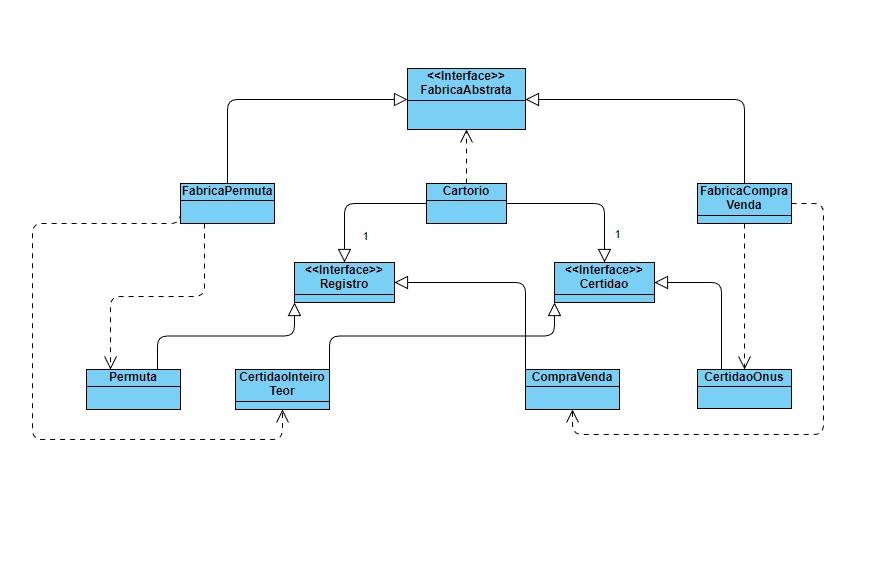 <<Interface>>
FabricaAbstrata
FabricaPermuta
Cartorio
FabricaCompra
Venda
1
1
<<Interface>>
Registro
<<Interface>>
Certidao
Permuta
CertidaoInteiro
Teor
CompraVenda
CertidaoOnus